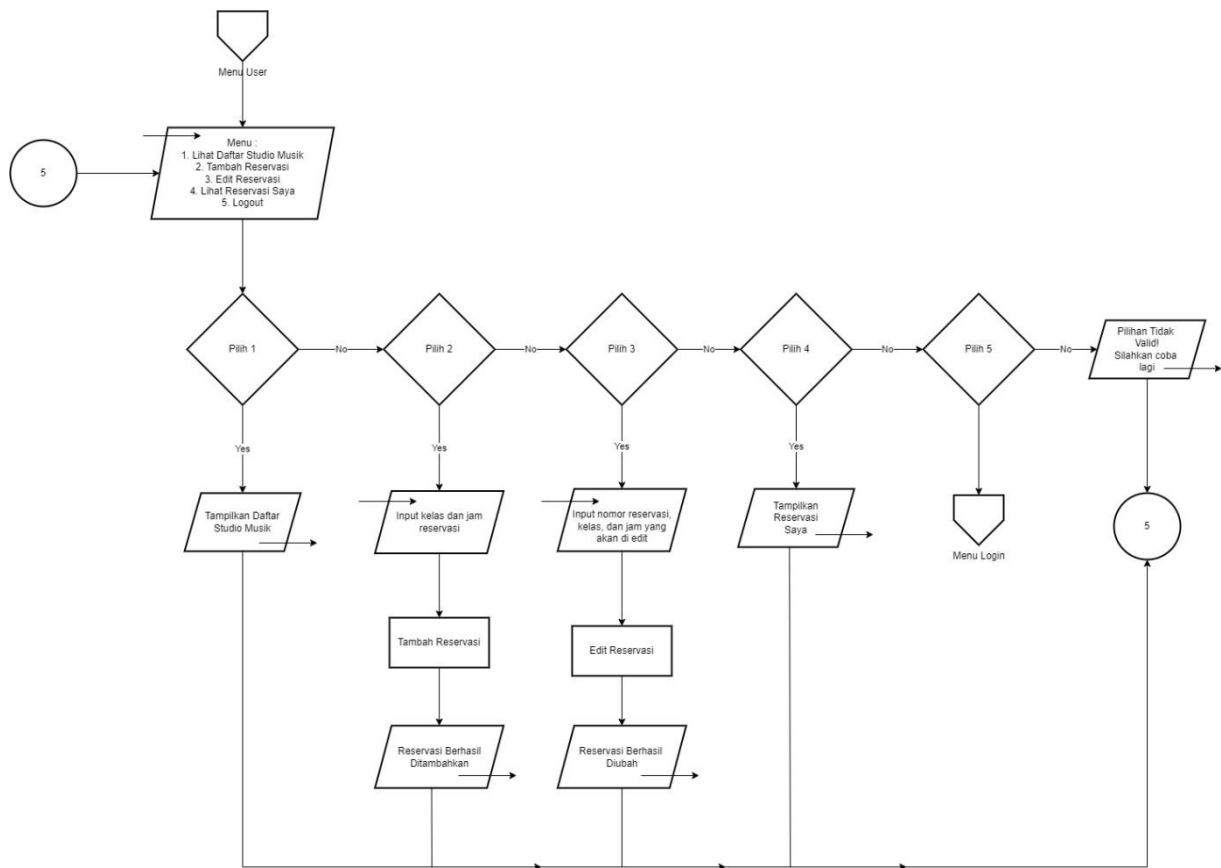 Menu User
Menu :
1. Lihat Daftar Studio Musik
2. Tambah Reservasi
3. Edit Reservasi
4. Lihat Reservasi Saya
5. Logout
5
Pilih 1
No
Pilih 2
No
Pilih 3
No
Pilih 4
No
Pilih 5
No
Pilihan Tidak
Valid!
Silahkan coba
lagi
Yes
Yes
Yes
Yes
Tampilkan Daftar
Studio Musik
Input kelas dan jam
reservasi
Input nomor reservasi,
kelas, dan jam yang
akan di edit
Tampilkan
Reservasi
Saya
Menu Login
5
Tambah Reservasi
Edit Reservasi
Reservasi Berhasil
Ditambahkan
Reservasi Berhasil
Diubah